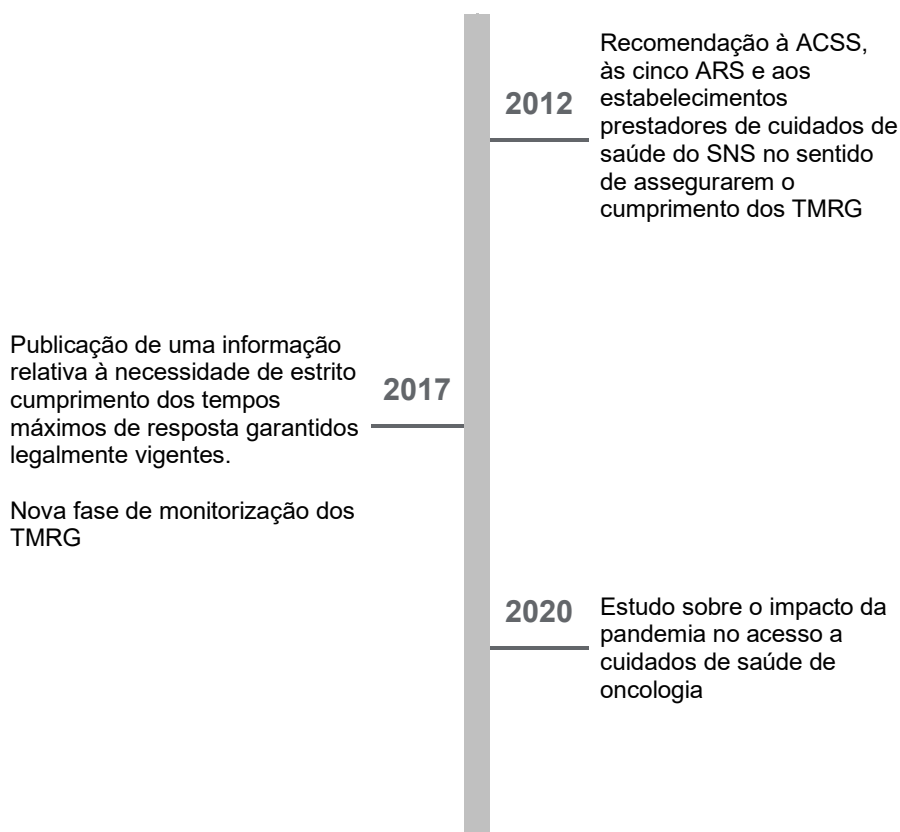 2012
Recomendação à ACSS,
às cinco ARS e aos
estabelecimentos
prestadores de cuidados de
saúde do SNS no sentido
de assegurarem o
cumprimento dos TMRG
2017
Publicação de uma informação
relativa à necessidade de estrito
cumprimento dos tempos
máximos de resposta garantidos
legalmente vigentes.
Nova fase de monitorização dos
TMRG
2020
Estudo sobre o impacto da
pandemia no acesso a
cuidados de saúde de
oncologia